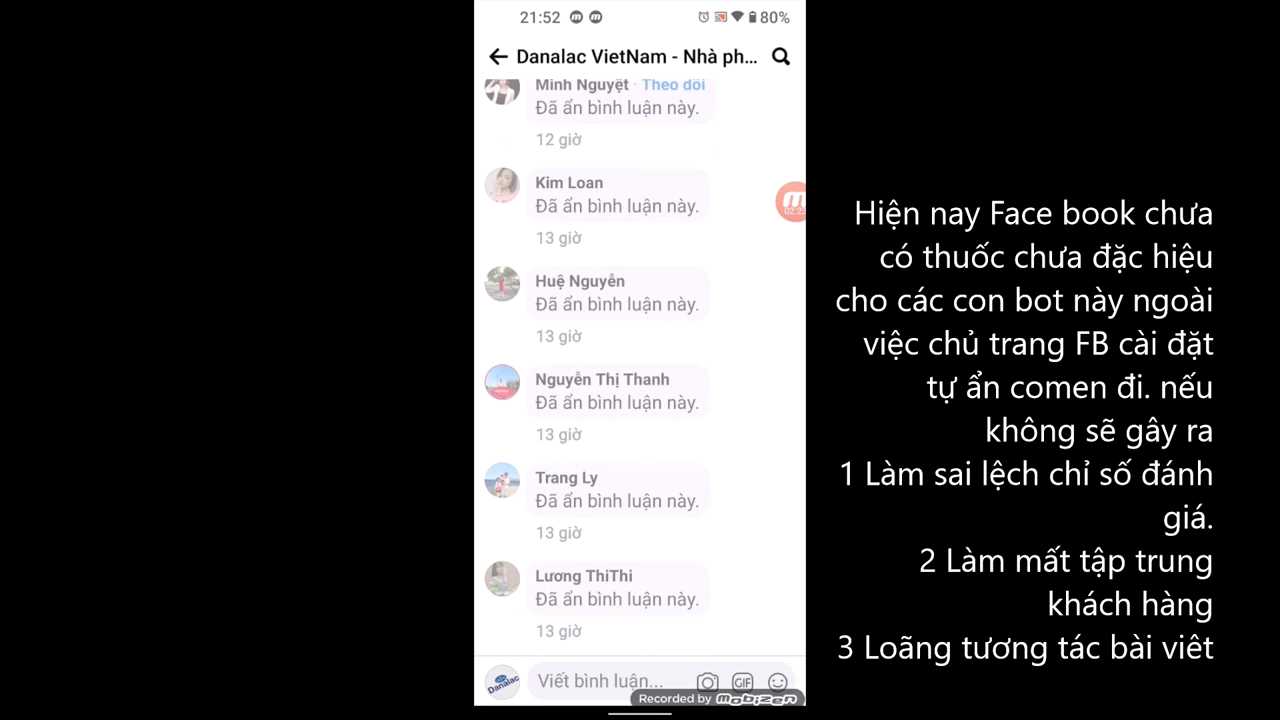 21:52
80%
Danalac VietNam - Nhà ph...
Minh Nguyệt · Theo dõi
Đã ẩn bình luận này.
12 giờ
Kim Loan
Đã ẩn bình luận này.
13 giờ
Huệ Nguyễn
Đã ẩn bình luận này.
13 giờ
Nguyễn Thị Thanh
Đã ẩn bình luận này.
13 giờ
Trang Ly
Đã ẩn bình luận này.
13 giờ
Lương ThiThi
Đã ẩn bình luận này.
13 giờ
Danalac
Viết bình luận...
GIF
Recorded by mobizen
Hiện nay Face book chưa
có thuốc chưa đặc hiệu
cho các con bot này ngoài
việc chủ trang FB cài đặt
tự ẩn comen đi. nếu
không sẽ gây ra
1 Làm sai lệch chỉ số đánh
giá.
2 Làm mất tập trung
khách hàng
3 Loãng tương tác bài viêt